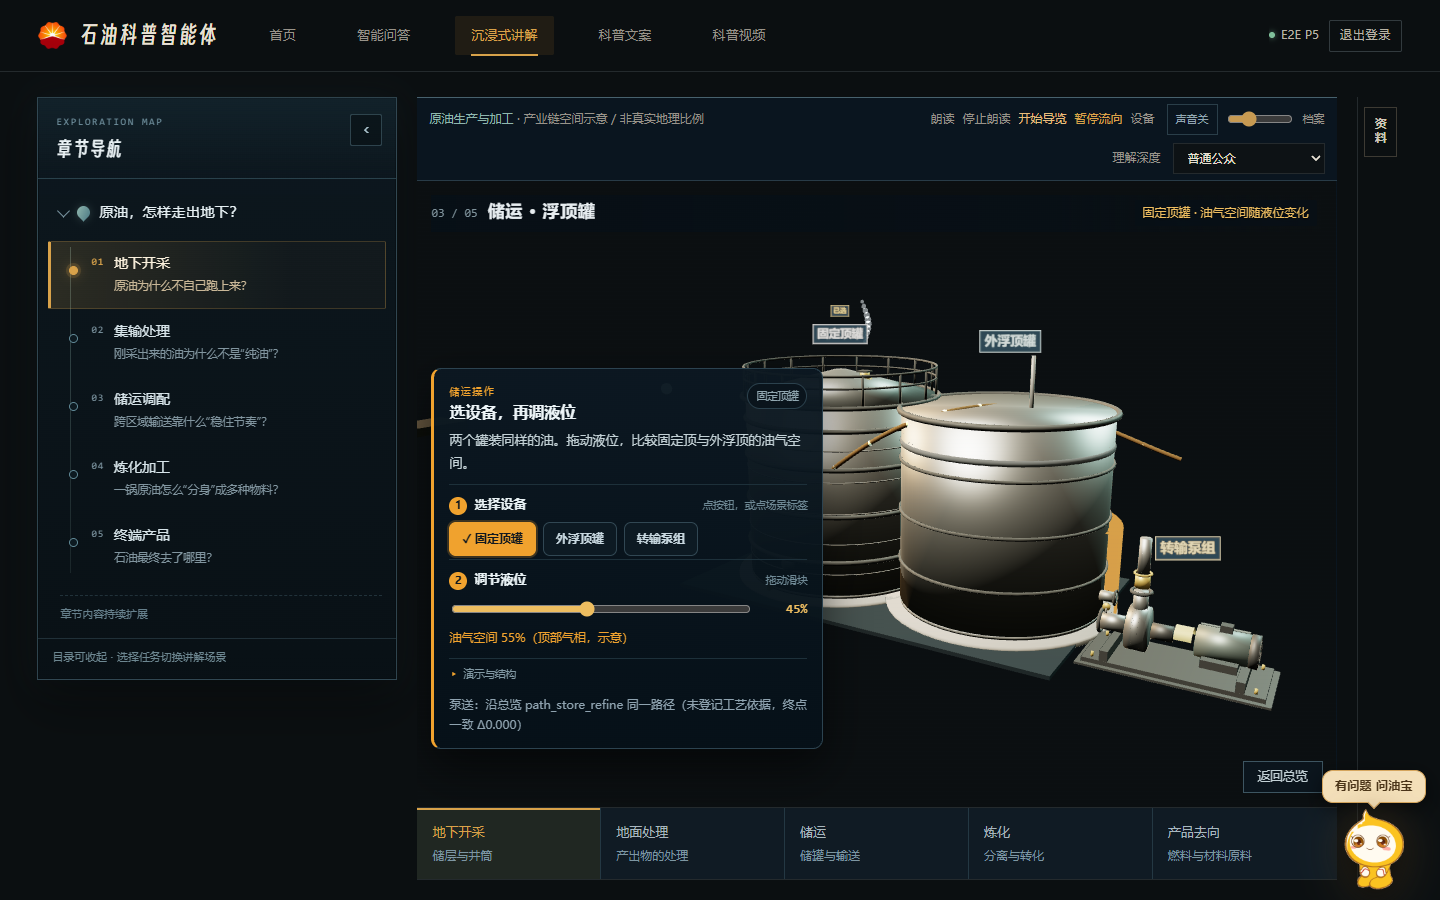 石油科普智能体
首页
智能问答
沉浸式讲解
科普文案
科普视频
E2E P5
退出登录
EXPLORATION MAP
章节导航
‹
原油，怎样走出地下？
01 地下开采
原油为什么不自己跑上来？
02 集输处理
刚采出来的油为什么不是“纯油”？
03 储运调配
跨区域输送靠什么“稳住节奏”？
04 炼化加工
一锅原油怎么“分身”成多种物料？
05 终端产品
石油最终去了哪里？
章节内容持续扩展
目录可收起 · 选择任务切换讲解场景
原油生产与加工 · 产业链空间示意 / 非真实地理比例
朗读 停止朗读 开始导览 暂停流向 设备 声音关 档案
理解深度 普通公众
资料
03 / 05 储运 • 浮顶罐
固定顶罐 · 油气空间随液位变化
固定顶罐
外浮顶罐
转输泵组
储运操作
固定顶罐
选设备，再调液位
两个罐装同样的油。拖动液位，比较固定顶与外浮顶的油气空
间。
1 选择设备
点按钮，或点场景标签
✓ 固定顶罐
外浮顶罐
转输泵组
2 调节液位
拖动滑块
45%
油气空间 55%（顶部气相，示意）
演示与结构
泵送：沿总览 path_store_refine 同一路径（未登记工艺依据，终点
一致 Δ0.000）
返回总览
有问题 问油宝
地下开采
储层与井筒
地面处理
产出物的处理
储运
储罐与输送
炼化
分离与转化
产品去向
燃料与材料原料